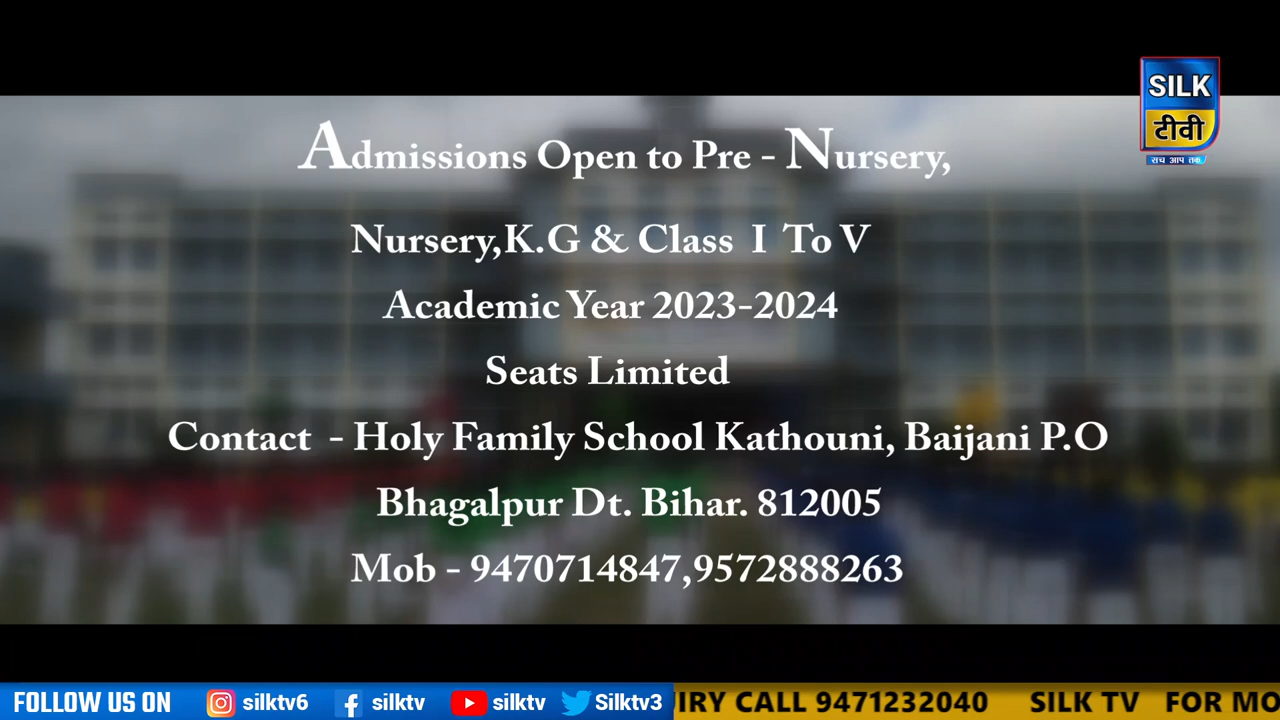 SILK
टीवी
सच आप तक
Admissions Open to Pre - Nursery,
Nursery,K.G & Class I To V
Academic Year 2023-2024
Seats Limited
Contact - Holy Family School Kathouni, Baijani P.O
Bhagalpur Dt. Bihar. 812005
Mob - 9470714847,9572888263
FOLLOW US ON silktv6 silktv silktv Silktv3 CALL 9471232040 SILK TV FOR